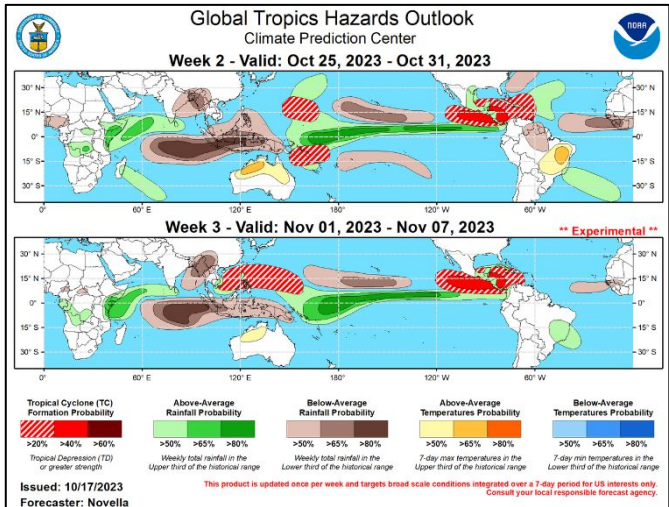 Global Tropics Hazards Outlook
Climate Prediction Center
NOAA
Week 2 - Valid: Oct 25, 2023 - Oct 31, 2023
30° N
15° N
0°
15° S
30° S
30° N
15° N
0°
15° S
30° S
0°
60° E
120° E
180°
120° W
60° W
Week 3 - Valid: Nov 01, 2023 - Nov 07, 2023
** Experimental **
30° N
15° N
0°
15° S
30° S
30° N
15° N
0°
15° S
30° S
0°
60° E
120° E
180°
120° W
60° W
Tropical Cyclone (TC)
Formation Probability
>20% >40% >60%
Tropical Depression (TD)
or greater strength
Above-Average
Rainfall Probability
>50% >65% >80%
Weekly total rainfall in the
Upper third of the historical range
Below-Average
Rainfall Probability
>50% >65% >80%
Weekly total rainfall in the
Lower third of the historical range
Above-Average
Temperatures Probability
>50% >65% >80%
7-day max temperatures in the
Upper third of the historical range
Below-Average
Temperatures Probability
>50% >65% >80%
7-day min temperatures in the
Lower third of the historical range
Issued: 10/17/2023
Forecaster: Novella
This product is updated once per week and targets broad scale conditions integrated over a 7-day period for US interests only.
Consult your local responsible forecast agency.